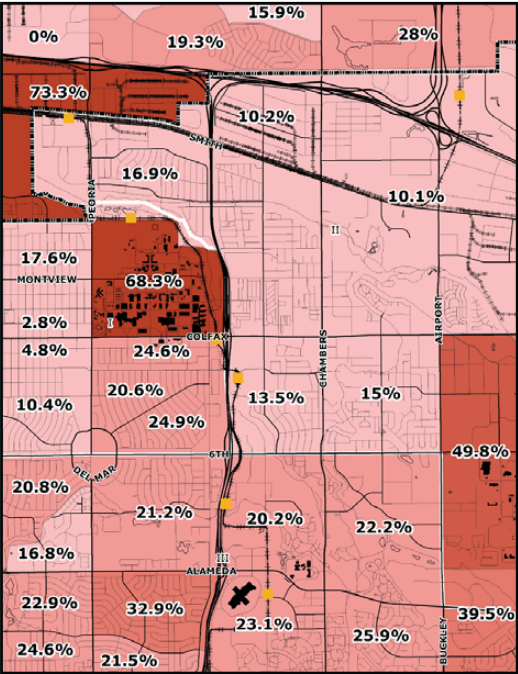 15.9%
0%
19.3%
28%
73.3%
10.2%
SMITH
16.9%
PEORIA
10.1%
II
17.6%
MONTVIEW
68.3%
AIRPORT
2.8%
I
COLFAX
4.8%
24.6%
CHAMBERS
20.6%
13.5%
15%
10.4%
24.9%
6TH
49.8%
DEL MAR
20.8%
21.2%
20.2%
22.2%
16.8%
III
ALAMEDA
22.9%
32.9%
23.1%
39.5%
25.9%
BUCKLEY
24.6%
21.5%